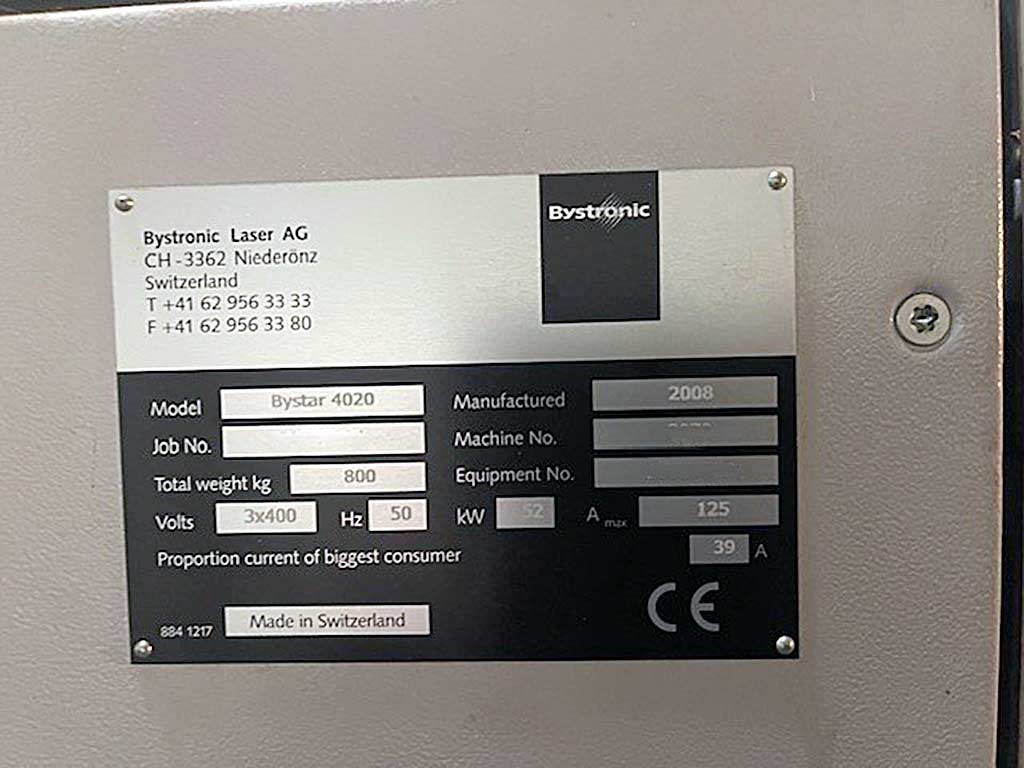 Bystronic
Bystronic Laser AG
CH-3362 Niederönz
Switzerland
T +41 62 956 33 33
F +41 62 956 33 80
Model Bystar 4020 Manufactured 2008
Job No. Machine No.
Total weight kg 800 Equipment No.
Volts 3x400 Hz 50 kW 52 A max 125
Proportion current of biggest consumer 39 A
884 1217 Made in Switzerland CE